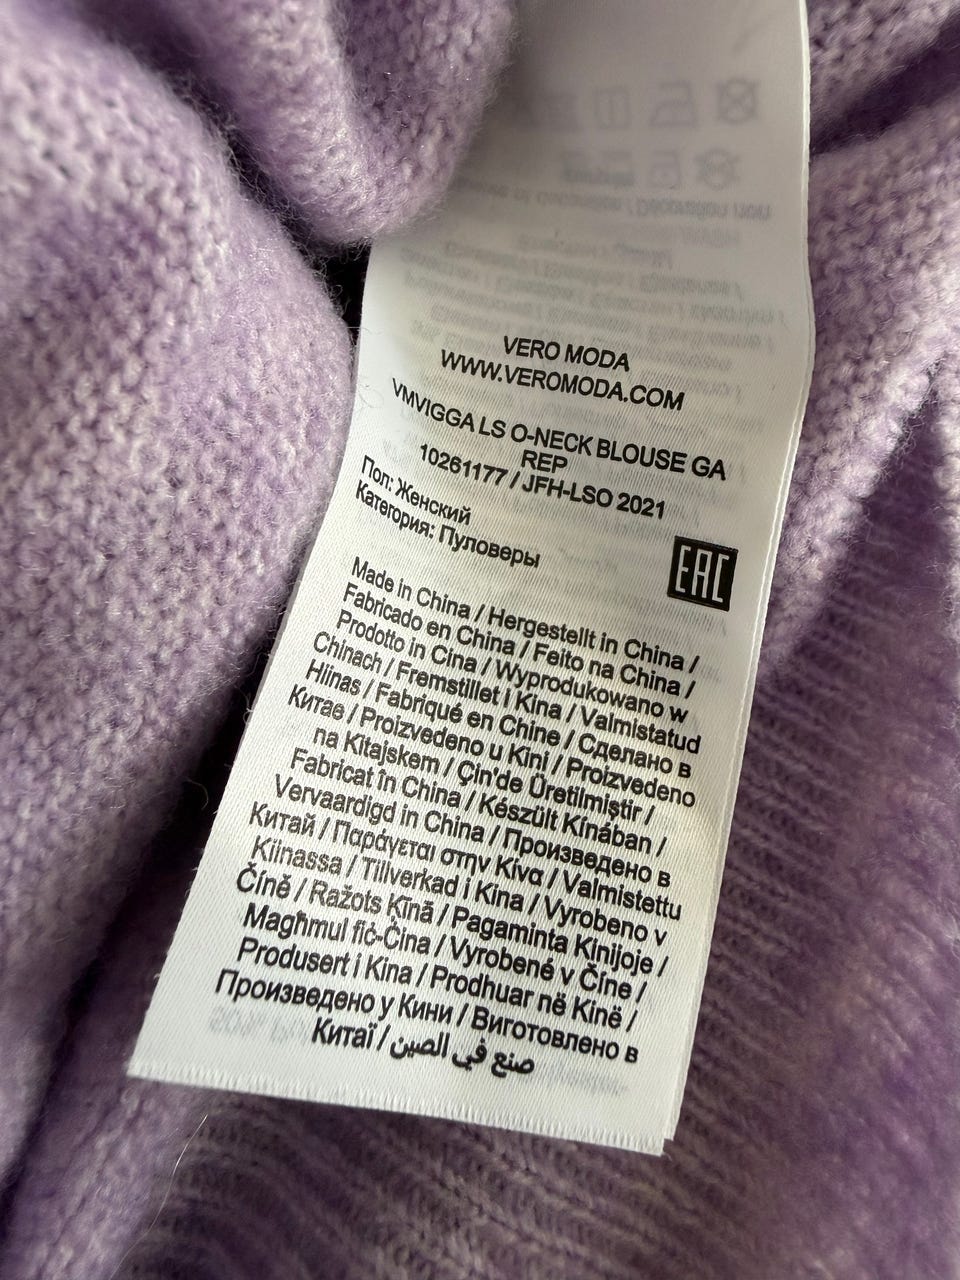 VERO MODA
WWW.VEROMODA.COM
VMVIGGA LS O-NECK BLOUSE GA
REP
10261177 / JFH-LSO 2021
Пол: Женский
Категория: Пуловеры
EAC
Made in China / Hergestellt in China /
Fabricado en China / Feito na China /
Prodotto in Cina / Wyprodukowano w
Chinach / Fremstillet i Kina / Valmistatud
Hiinas / Fabriqué en Chine / Сделано в
Китае / Proizvedeno u Kini / Proizvedeno
na Kitajskem / Çin'de Üretilmiştir /
Fabricat în China / Készült Kínában /
Vervaardigd in China / Произведено в
Китай / Παράγεται στην Κίνα / Valmistettu
Kiinassa / Tillverkad i Kina / Vyrobeno v
Číně / Ražots Ķīnā / Pagaminta Kinijoje /
Magħmul fiċ-Ċina / Vyrobené v Číne /
Produsert i Kina / Prodhuar në Kinë /
Произведено у Кини / Виготовлено в
Китаї / صنع في الصين